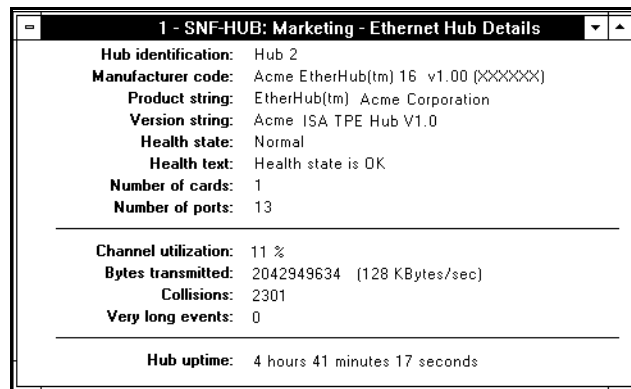 1 - SNF-HUB: Marketing - Ethernet Hub Details
Hub identification: Hub 2
Manufacturer code: Acme EtherHub(tm) 16 v1.00 (XXXXXX)
Product string: EtherHub(tm) Acme Corporation
Version string: Acme ISA TPE Hub V1.0
Health state: Normal
Health text: Health state is OK
Number of cards: 1
Number of ports: 13
Channel utilization: 11 %
Bytes transmitted: 2042949634 (128 KBytes/sec)
Collisions: 2301
Very long events: 0
Hub uptime: 4 hours 41 minutes 17 seconds